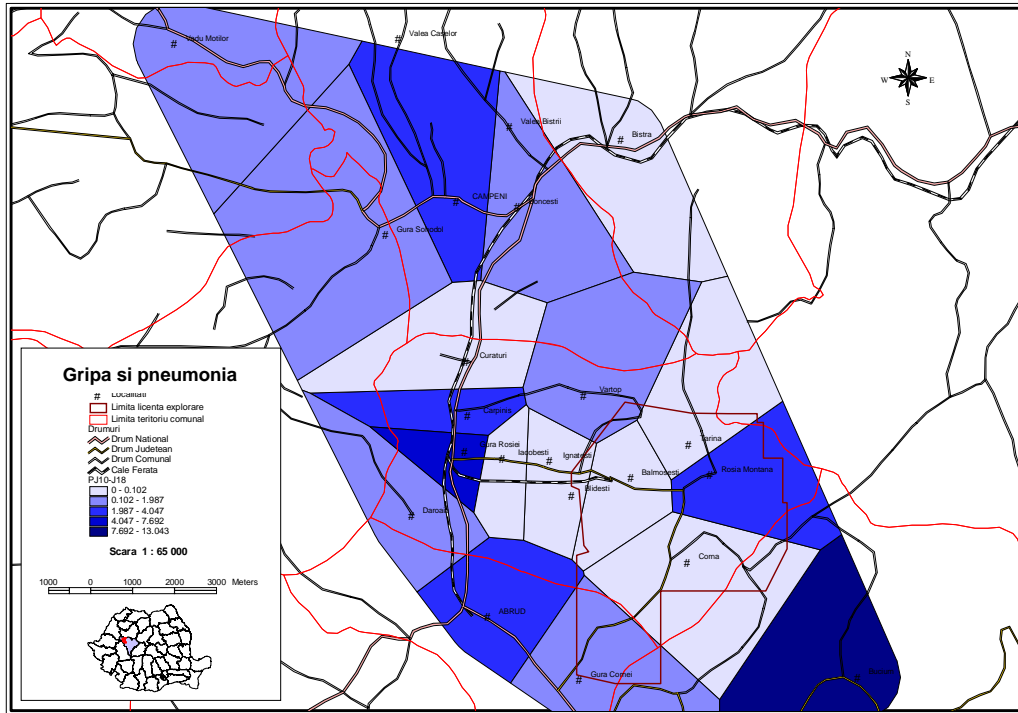 Vadu Motilor
Valea Caselor
N
W
E
S
Valea Bistrii
Bistra
CAMPENI
Boncesti
Gura Sohodol
Curaturi
Vartop
Carpinis
Gura Rosiei
Iacobesti
Ignatesti
Tarina
Balmosesti
Rosia Montana
Blidesti
Daroaia
Corna
ABRUD
Gura Cornei
Gripa si pneumonia
# Localitati
Limita licenta explorare
Limita teritoriu comunal
Drumuri
Drum National
Drum Judetean
Drum Comunal
Cale Ferata
PJ10-J18
0 - 0.102
0.102 - 1.987
1.987 - 4.047
4.047 - 7.692
7.692 - 13.043
Scara 1 : 65 000
1000 0 1000 2000 3000 Meters